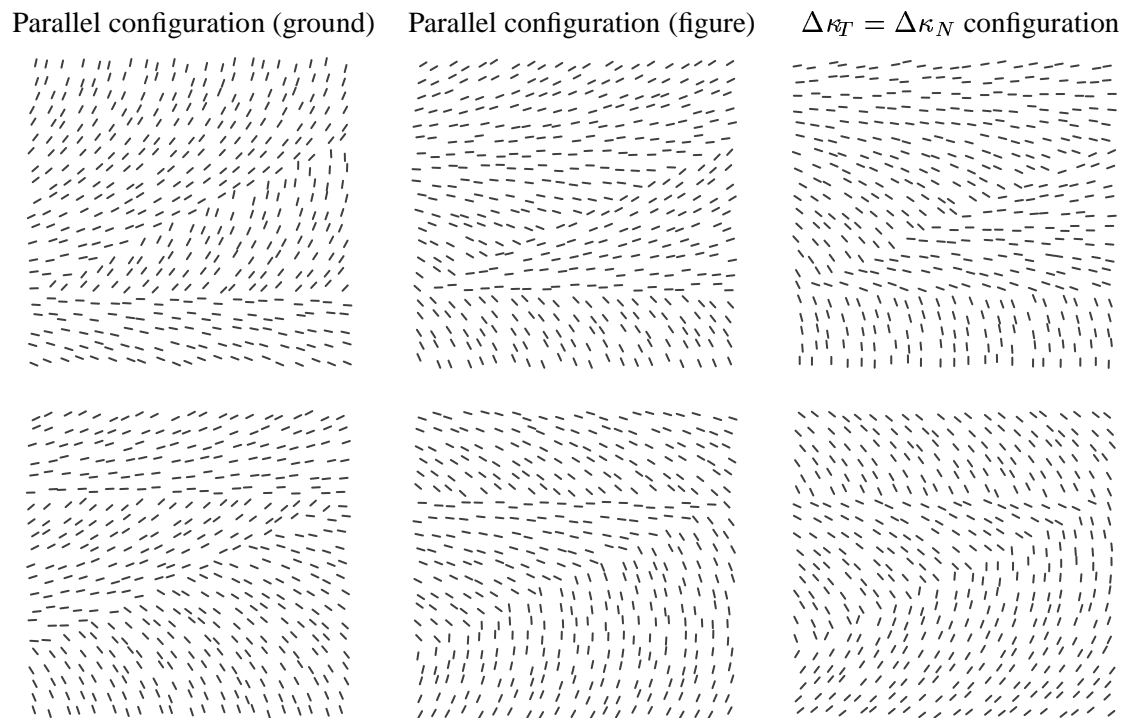 Parallel configuration (ground)
Parallel configuration (figure)
Δκ_T = Δκ_N configuration